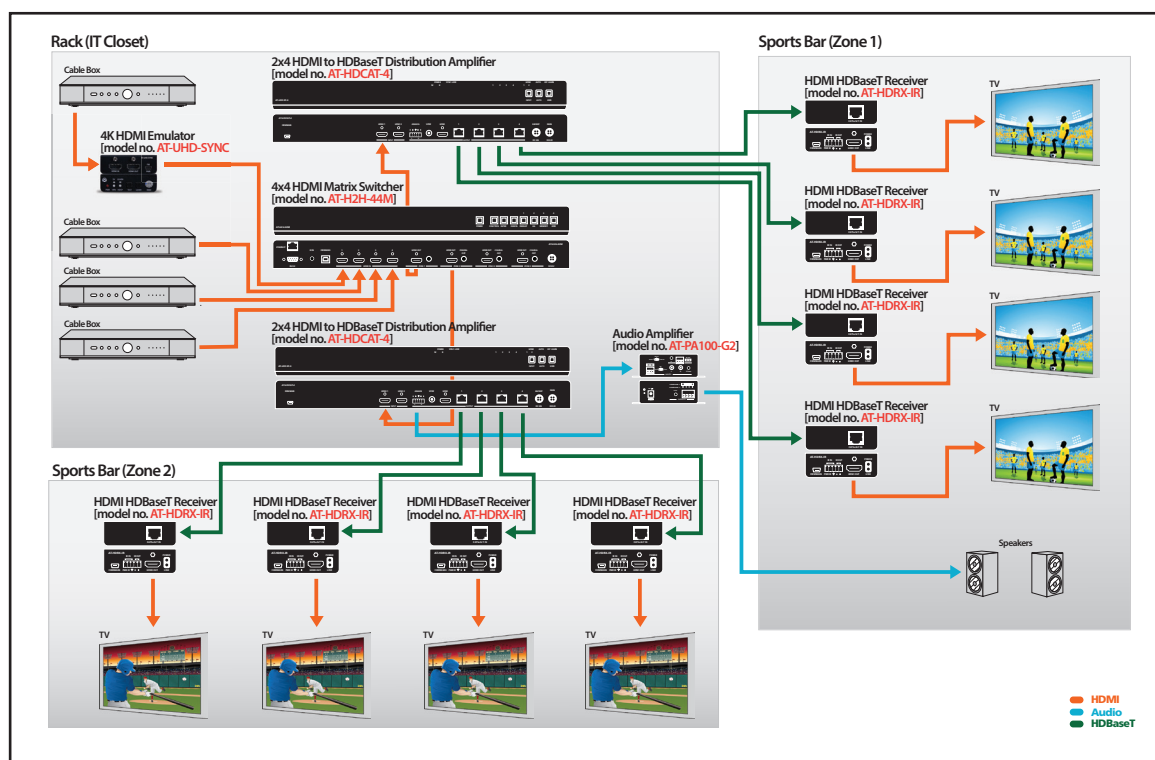 Rack (IT Closet)
Cable Box
4K HDMI Emulator
[model no. AT-UHD-SYNC
Cable Box
Cable Box
Cable Box
2x4 HDMI to HDBaseT Distribution Amplifier
[model no. AT-HDCAT-4]
4x4 HDMI Matrix Switcher
[model no. AT-H2H-44M]
2x4 HDMI to HDBaseT Distribution Amplifier
[model no. AT-HDCAT-4]
Audio Amplifier
[model no. AT-PA100-G2]
Sports Bar (Zone 1)
HDMI HDBaseT Receiver
[model no. AT-HDRX-IR]
TV
HDMI HDBaseT Receiver
[model no. AT-HDRX-IR]
TV
HDMI HDBaseT Receiver
[model no. AT-HDRX-IR]
TV
HDMI HDBaseT Receiver
[model no. AT-HDRX-IR]
TV
Speakers
Sports Bar (Zone 2)
HDMI HDBaseT Receiver
[model no. AT-HDRX-IR]
TV
HDMI HDBaseT Receiver
[model no. AT-HDRX-IR]
TV
HDMI HDBaseT Receiver
[model no. AT-HDRX-IR]
TV
HDMI HDBaseT Receiver
[model no. AT-HDRX-IR]
TV
HDMI
Audio
HDBaseT